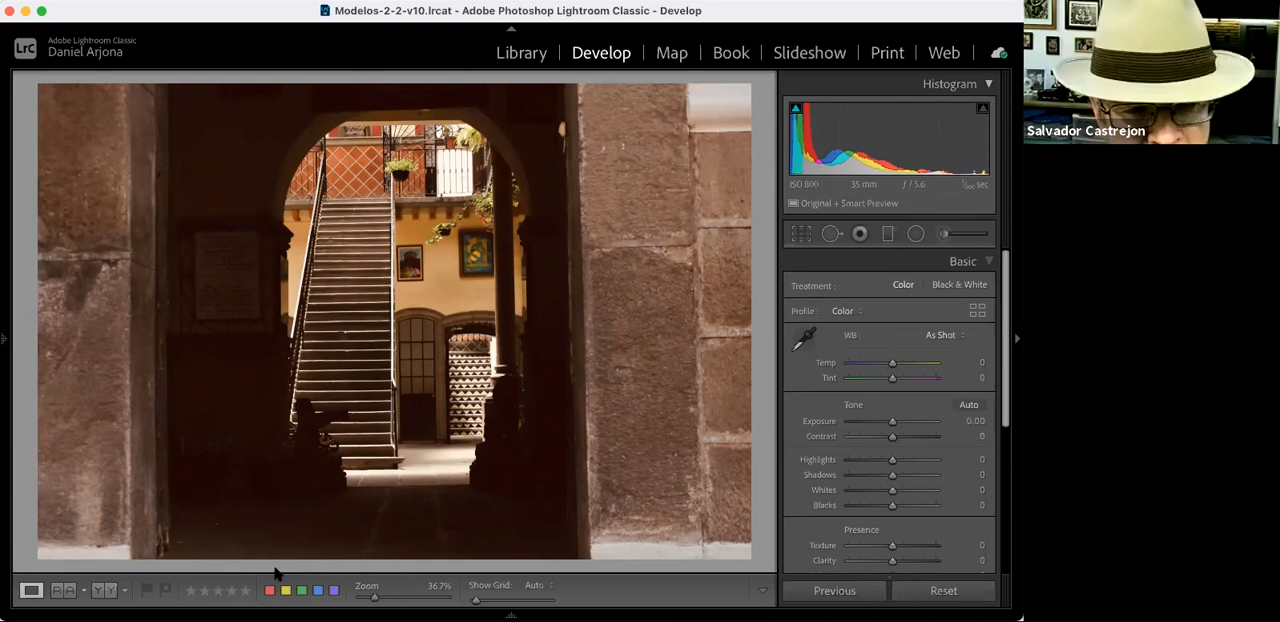 Modelos-2-2-v10.lrcat - Adobe Photoshop Lightroom Classic - Develop
LrC
Adobe Lightroom Classic
Daniel Arjona
Library
Develop
Map
Book
Slideshow
Print
Web
Salvador Castrejon
Histogram
ISO 800 35 mm ƒ / 5.6 sec
Original + Smart Preview
Basic
Treatment : Color Black & White
Profile : Color
WB : As Shot
Temp 0
Tint 0
Tone Auto
Exposure 0.00
Contrast 0
Highlights 0
Shadows 0
Whites 0
Blacks 0
Presence
Texture 0
Clarity 0
Zoom 36.7% Show Grid: Auto
Previous Reset